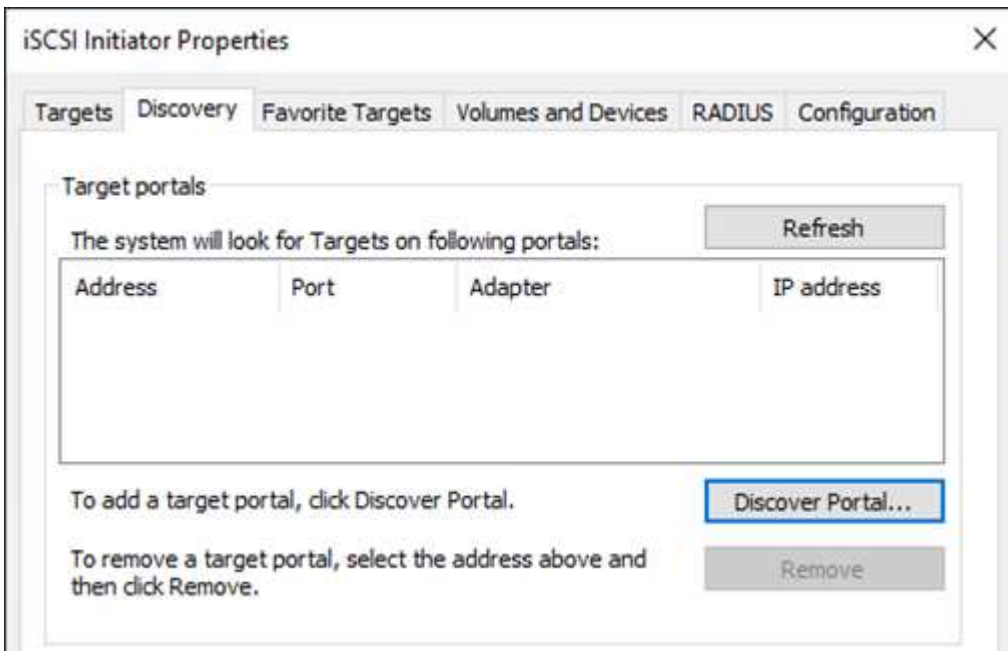 iSCSI Initiator Properties
Targets Discovery Favorite Targets Volumes and Devices RADIUS Configuration
Target portals
The system will look for Targets on following portals:
Refresh
Address Port Adapter IP address
To add a target portal, click Discover Portal.
Discover Portal...
To remove a target portal, select the address above and
then click Remove.
Remove